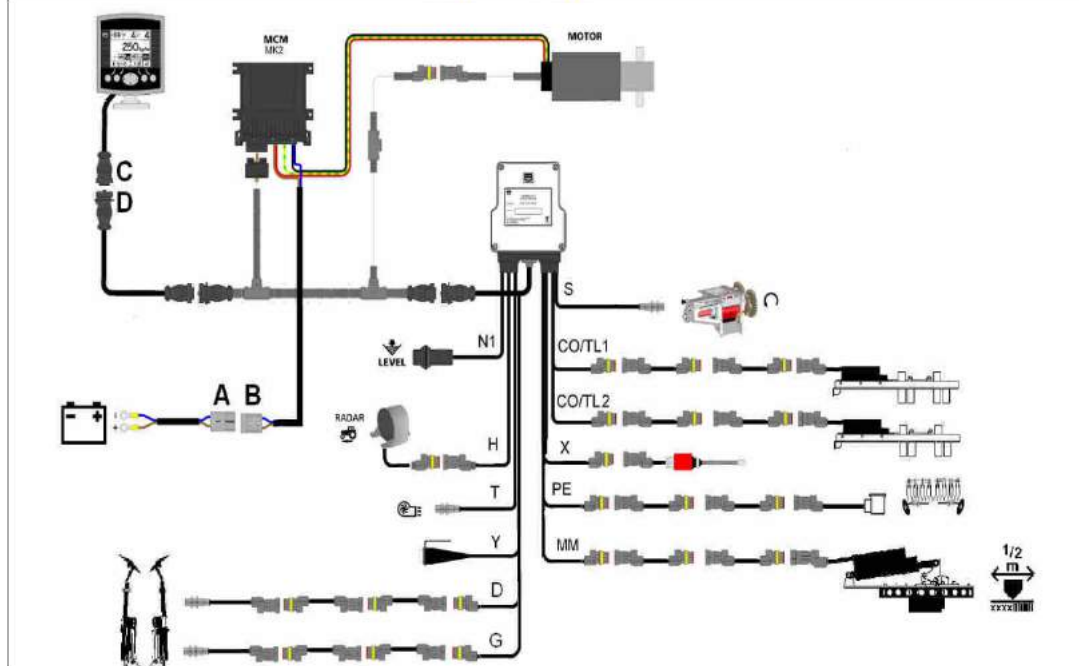 MCM
MK2
MOTOR
250
C
D
S
N1
LEVEL
CO/TL1
A
B
CO/TL2
RADAR
H
X
T
PE
Y
MM
1/2
m
D
G